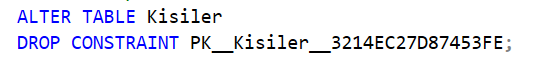 ALTER TABLE Kisiler
DROP CONSTRAINT PK__Kisiler__3214EC27D87453FE;